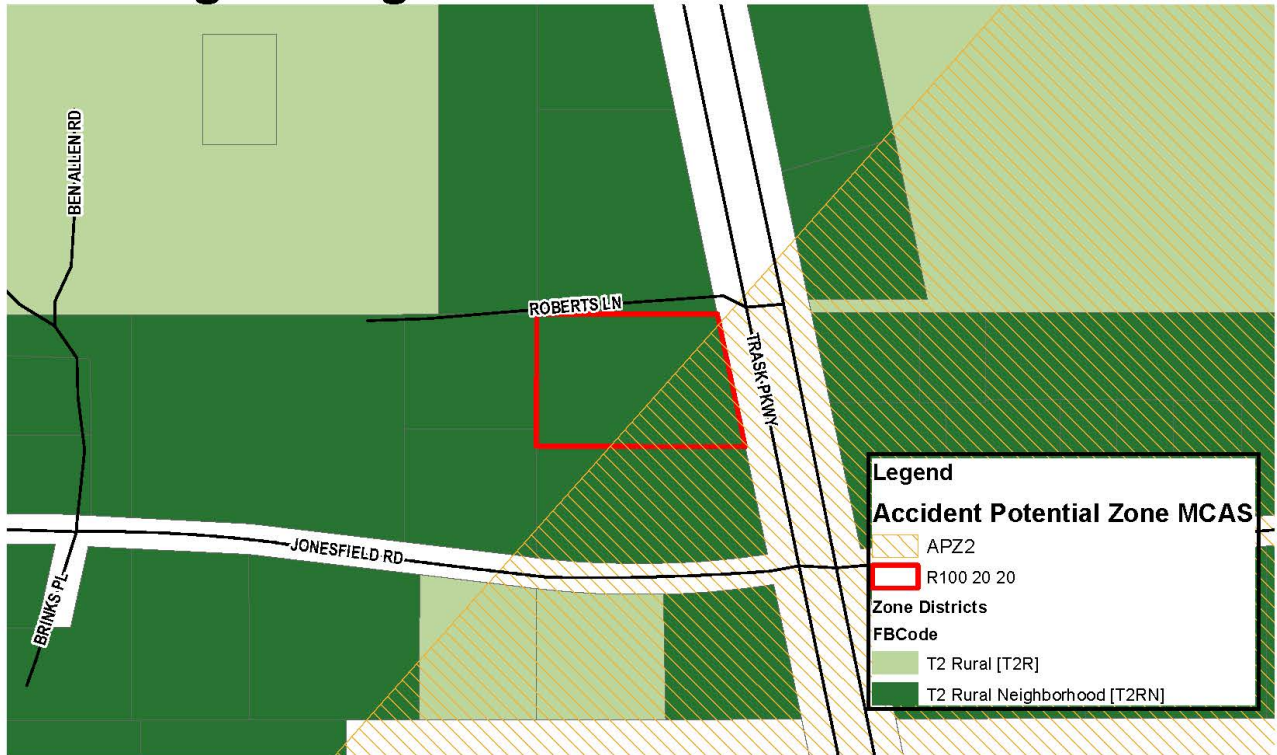 BEN ALLEN RD
ROBERTS LN
TRASK PKWY
JONESFIELD RD
BRINKS PL
Legend
Accident Potential Zone MCAS
APZ2
R100 20 20
Zone Districts
FBCode
T2 Rural [T2R]
T2 Rural Neighborhood [T2RN]